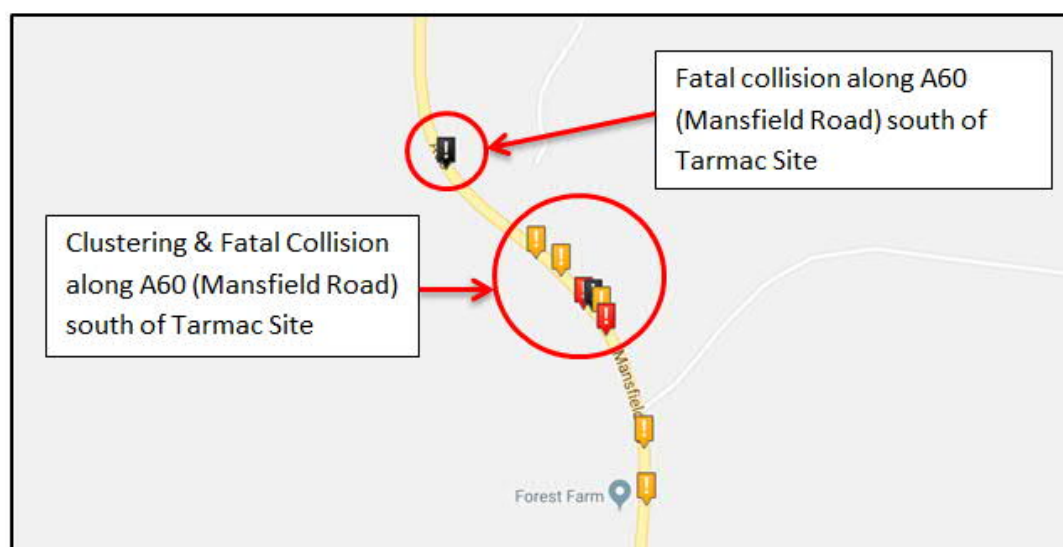 Fatal collision along A60
(Mansfield Road) south of
Tarmac Site
Clustering & Fatal Collision
along A60 (Mansfield Road)
south of Tarmac Site
Mansfield
Forest Farm